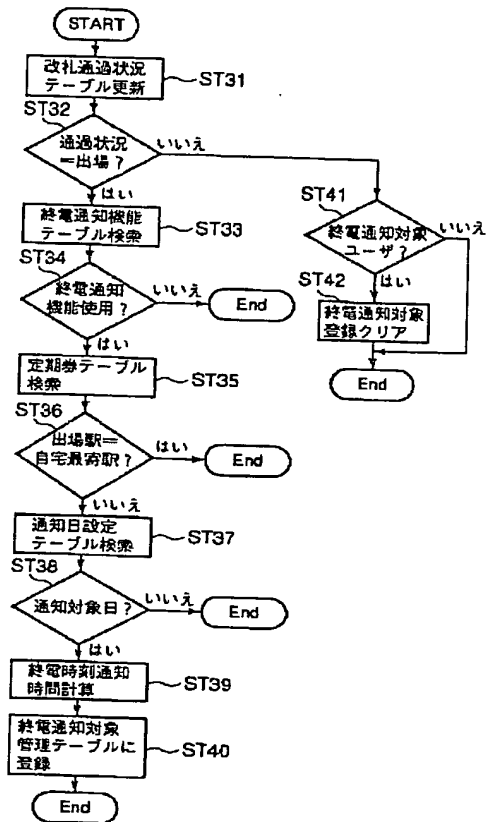 START
改札通過状況
テーブル更新
ST31
ST32
通過状況
=出場?
いいえ
はい
終電通知機能
テーブル検索
ST33
ST34
終電通知
機能使用?
いいえ
End
はい
定期券テーブル
検索
ST35
ST36
出場駅=
自宅最寄駅?
はい
End
いいえ
通知日設定
テーブル検索
ST37
ST38
通知対象日?
いいえ
End
はい
終電時刻通知
時間計算
ST39
終電通知対象
管理テーブルに
登録
ST40
End
ST41
終電通知対象
ユーザ?
いいえ
はい
ST42
終電通知対象
登録クリア
End